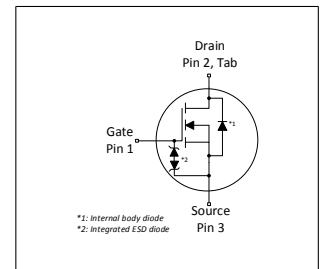 Drain
Pin 2, Tab
*1
Gate
Pin 1
*2
Source
Pin 3
*1: Internal body diode
*2: Integrated ESD diode